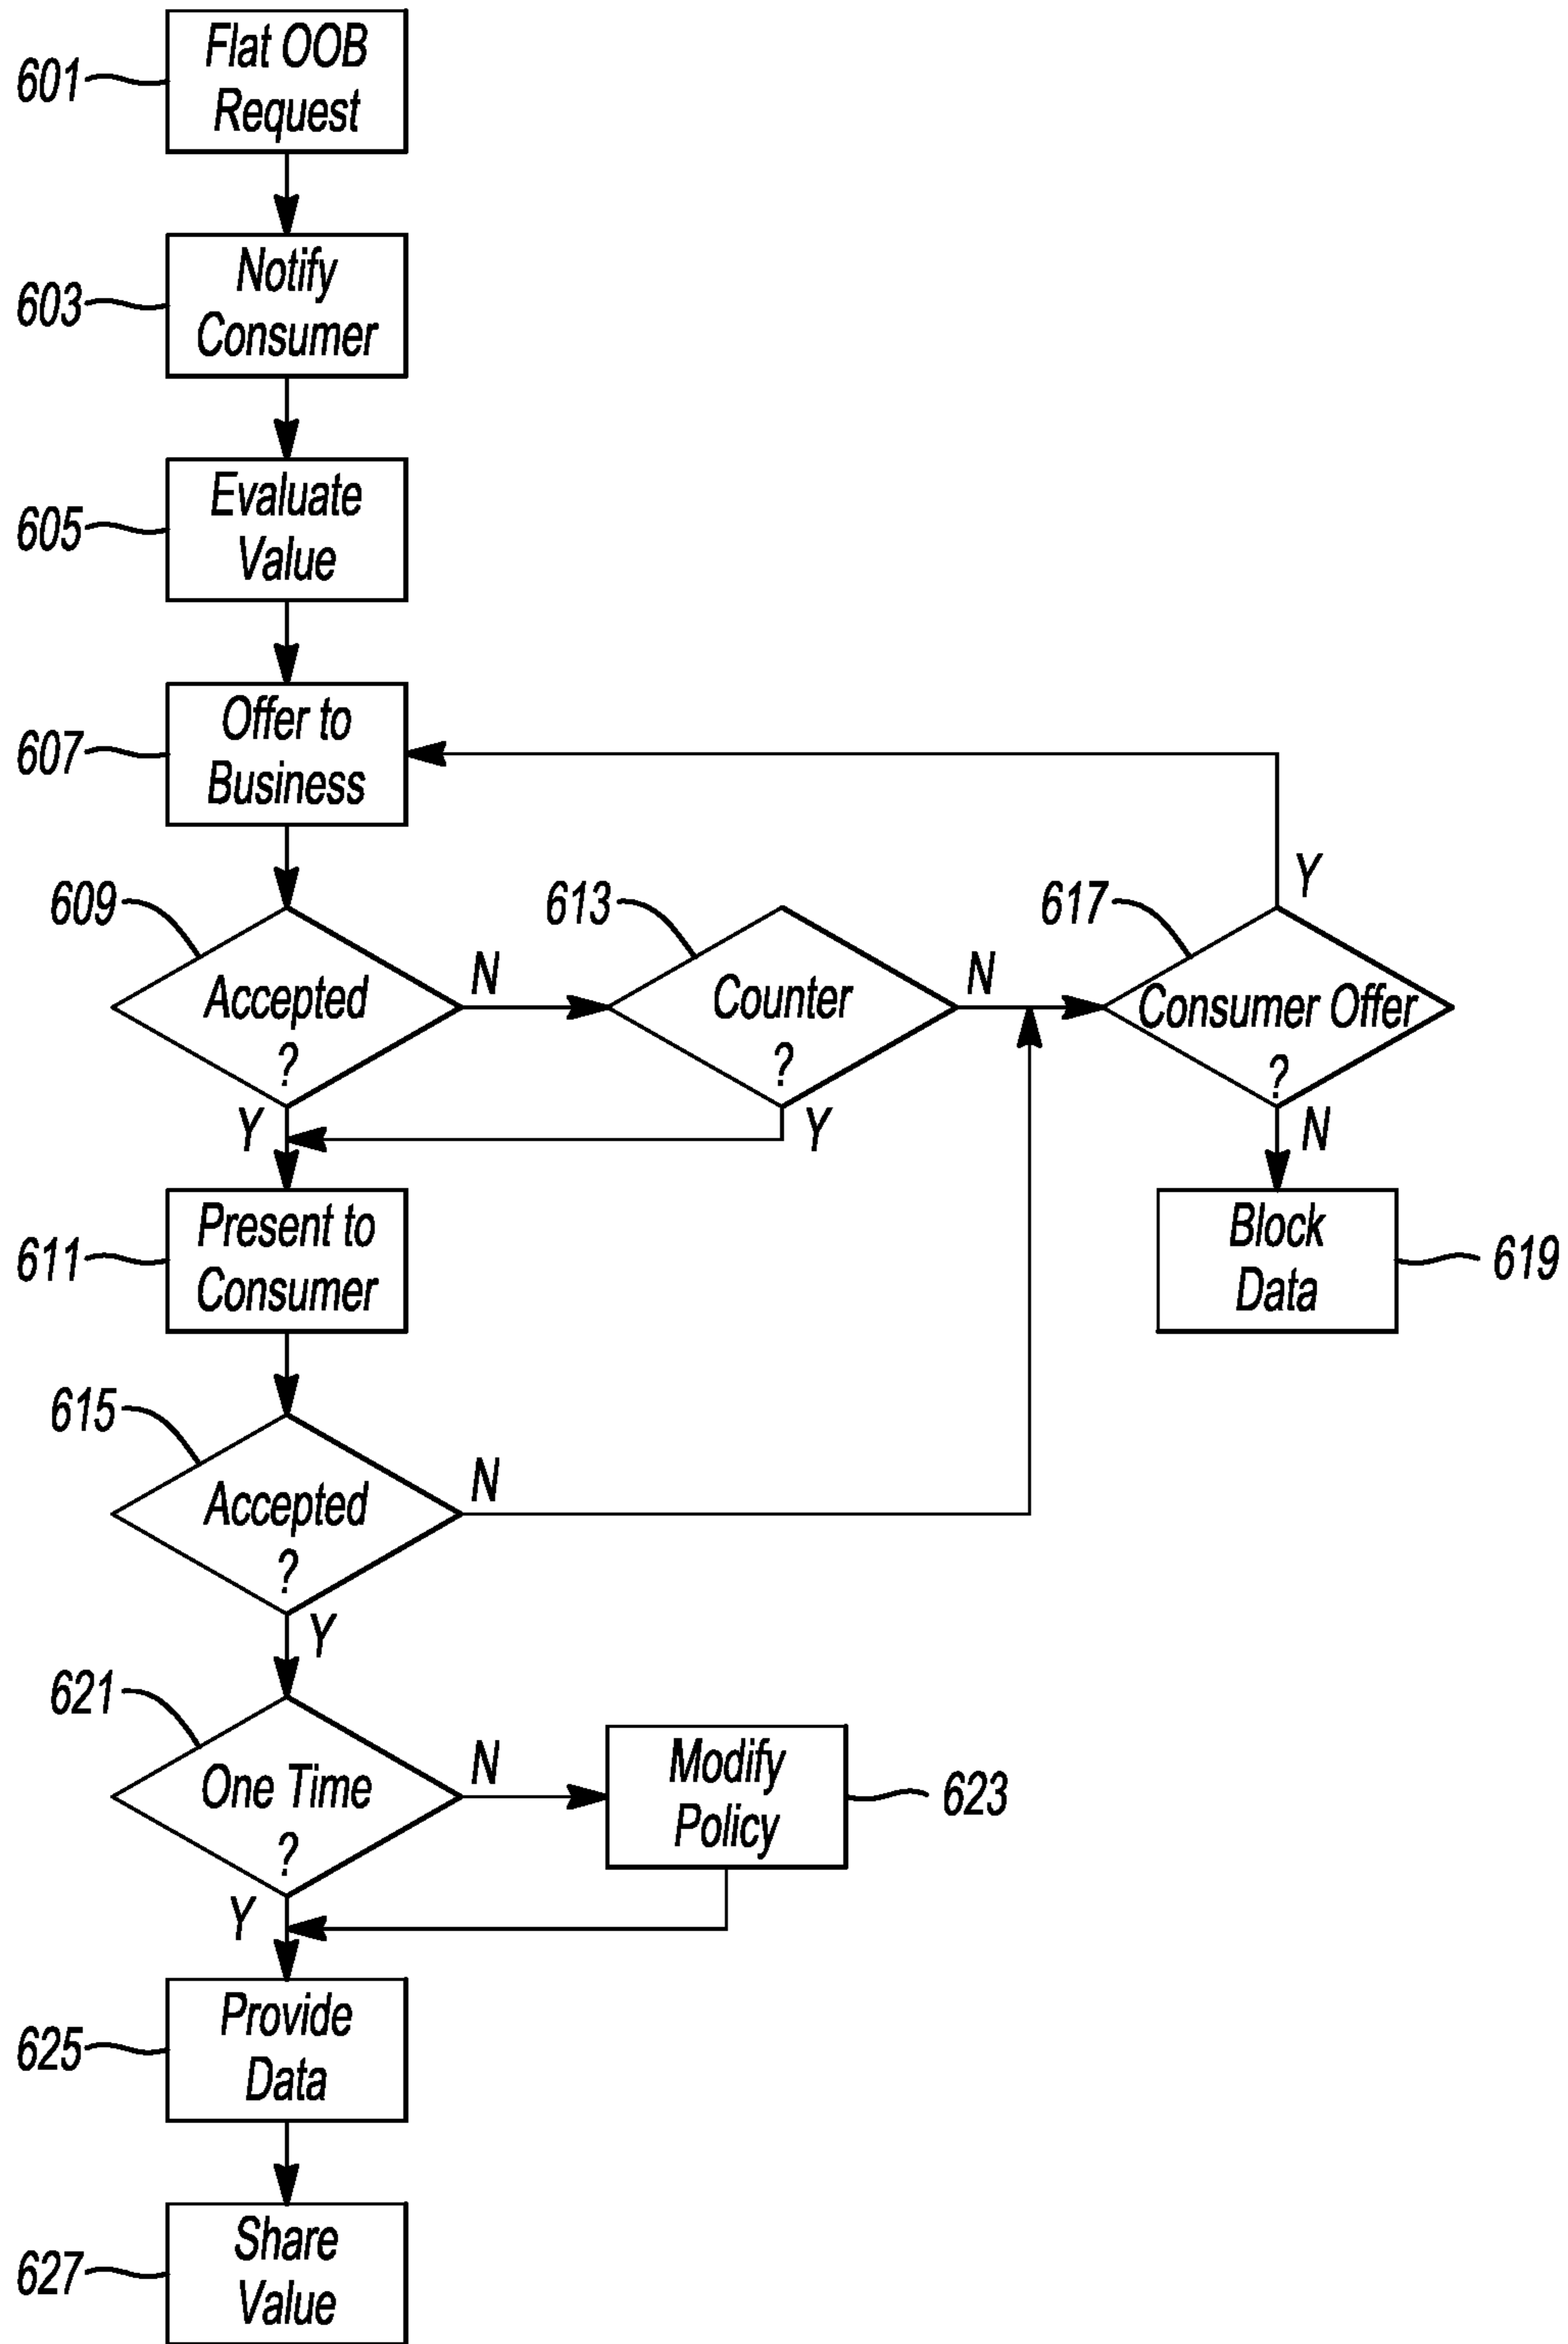 601
Flat OOB
Request
603
Notify
Consumer
605
Evaluate
Value
607
Offer to
Business
609
Accepted
?
N
Y
613
Counter
?
N
Y
617
Consumer Offer
?
Y
N
611
Present to
Consumer
Block
Data
619
615
Accepted
?
N
Y
621
One Time
?
N
Y
Modify
Policy
623
625
Provide
Data
627
Share
Value